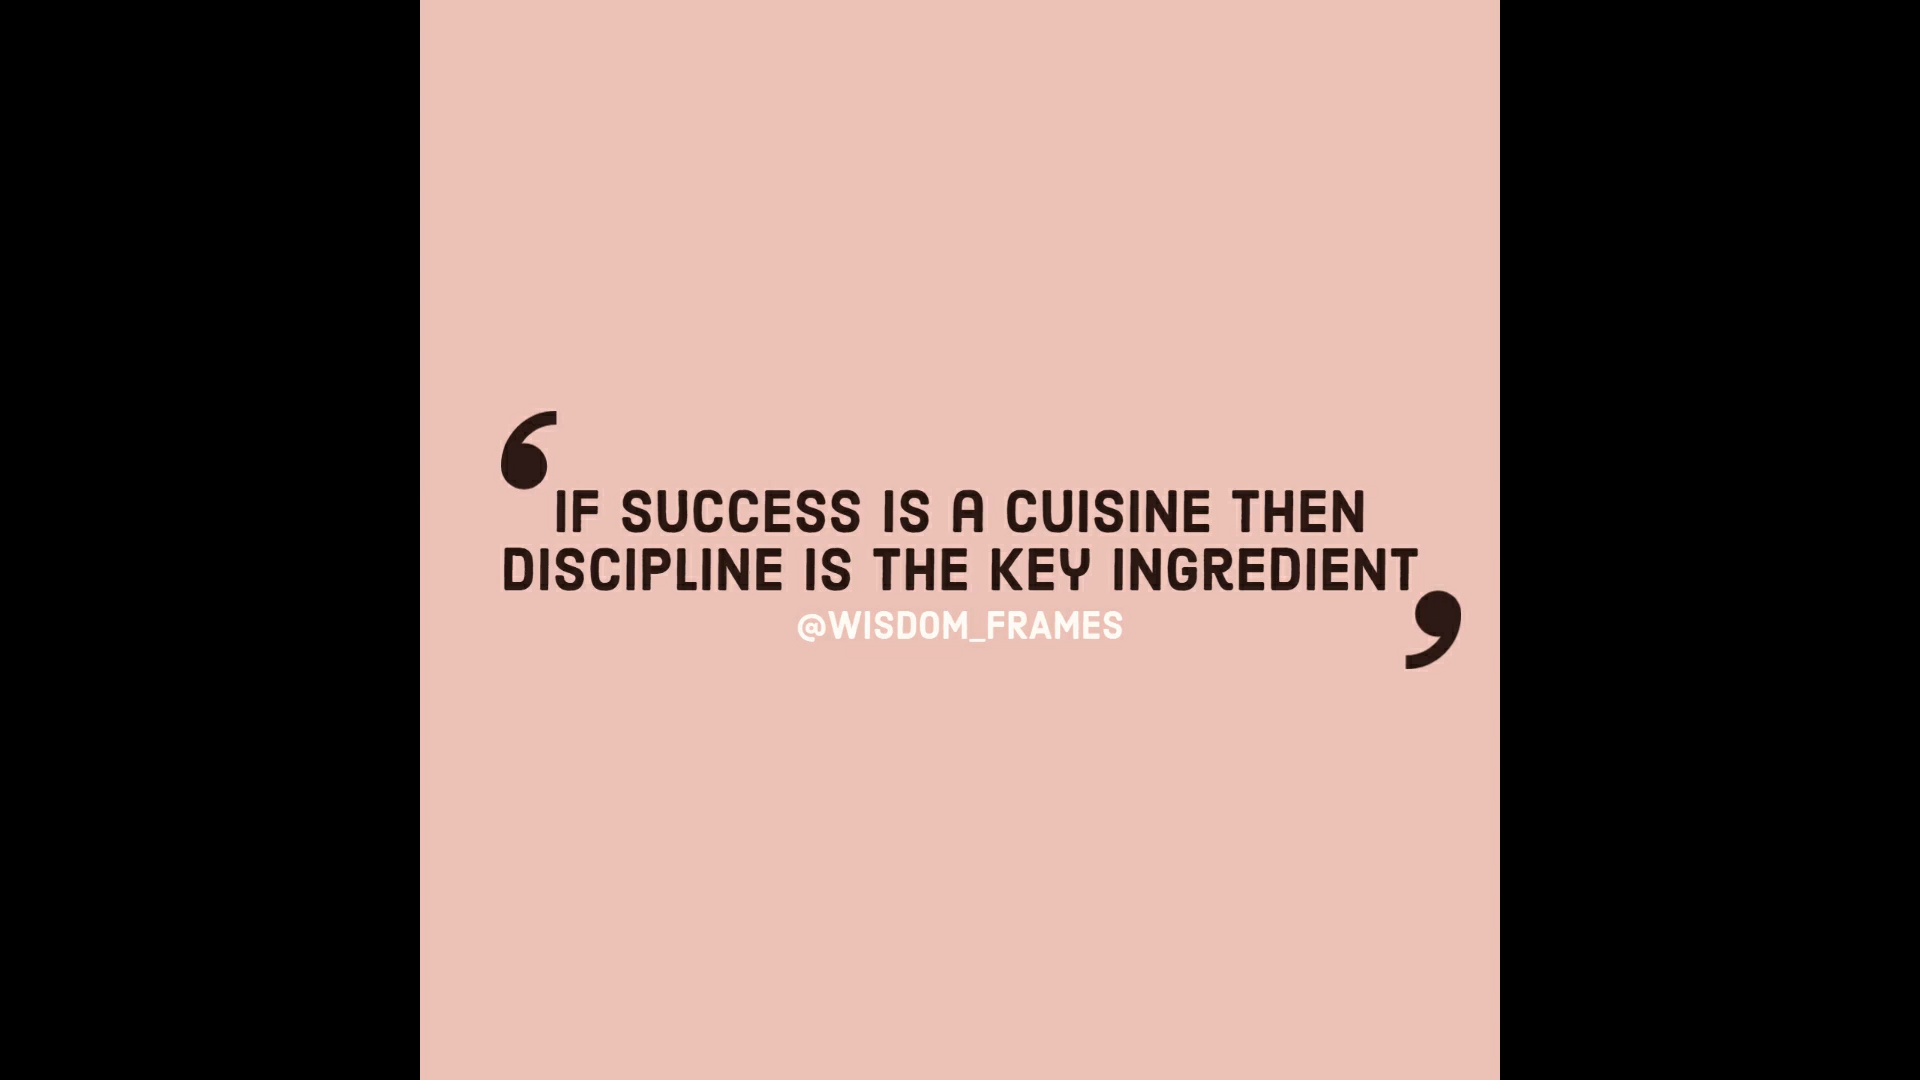 ‘IF SUCCESS IS A CUISINE THEN
DISCIPLINE IS THE KEY INGREDIENT’
@WISDOM_FRAMES